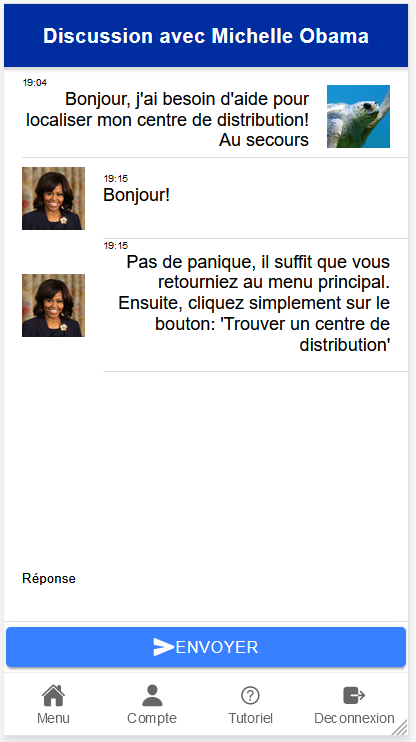 Discussion avec Michelle Obama
19:04
Bonjour, j'ai besoin d'aide pour
localiser mon centre de distribution!
Au secours
19:15
Bonjour!
19:15
Pas de panique, il suffit que vous
retourniez au menu principal.
Ensuite, cliquez simplement sur le
bouton: 'Trouver un centre de
distribution'
Réponse
ENVOYER
Menu Compte Tutoriel Deconnexion